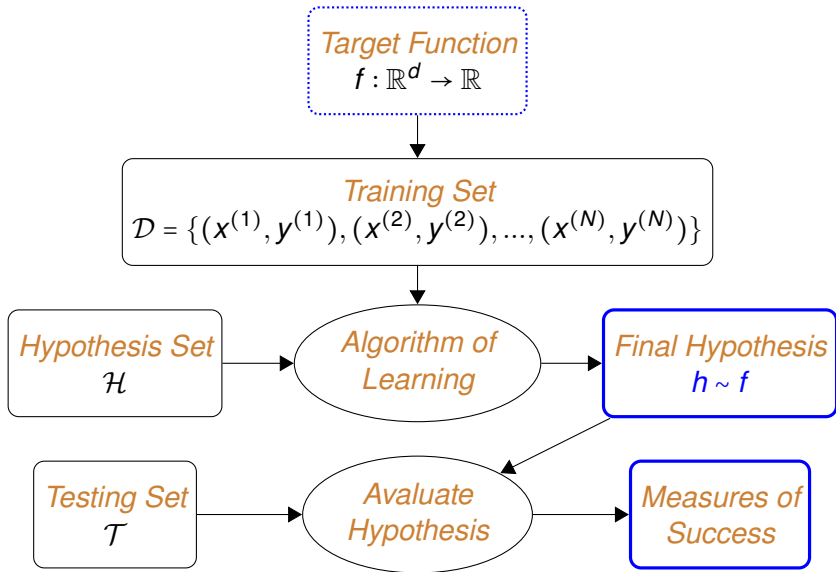 Target Function
f : ℝ^d → ℝ
Training Set
𝒟 = {(x^(1), y^(1)), (x^(2), y^(2)), ..., (x^(N), y^(N))}
Hypothesis Set
ℋ
Algorithm of
Learning
Final Hypothesis
h ~ f
Testing Set
𝒯
Avaluate
Hypothesis
Measures of
Success